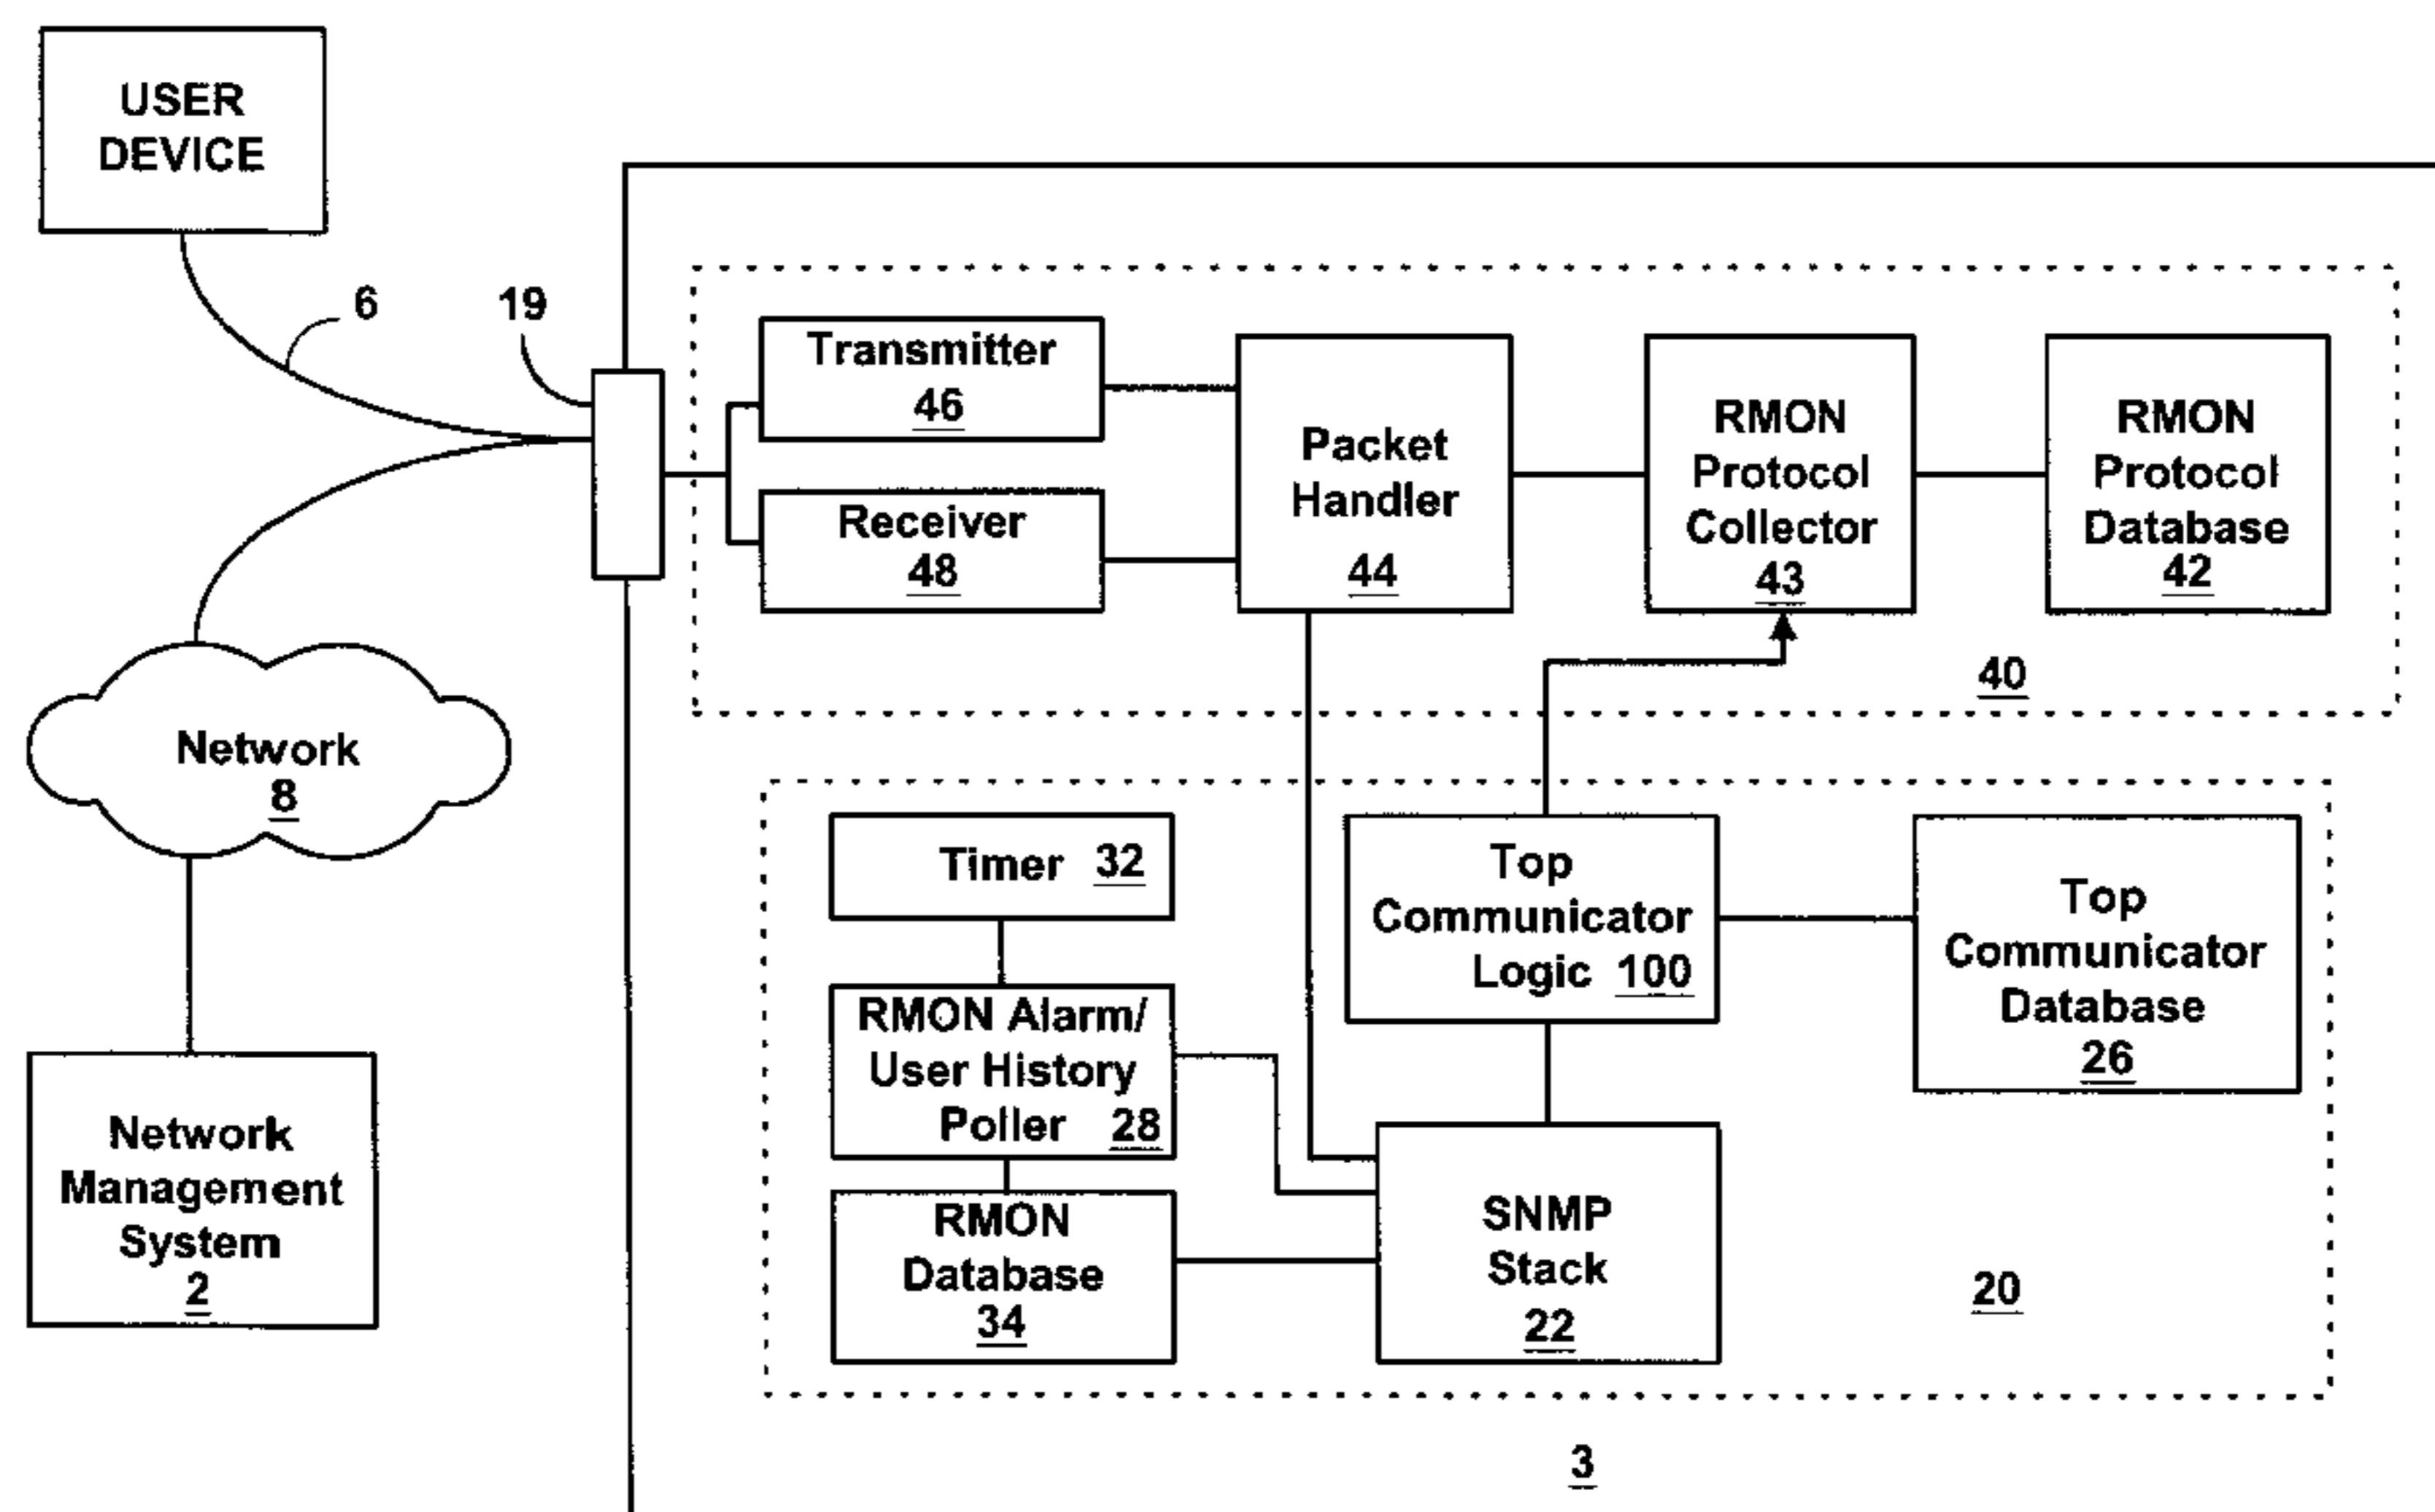 USER
DEVICE
6
19
Transmitter
46
Receiver
48
Packet
Handler
44
RMON
Protocol
Collector
43
RMON
Protocol
Database
42
40
Network
8
Network
Management
System
2
Timer 32
RMON Alarm/
User History
Poller 28
RMON
Database
34
Top
Communicator
Logic 100
Top
Communicator
Database
26
SNMP
Stack
22
20
3